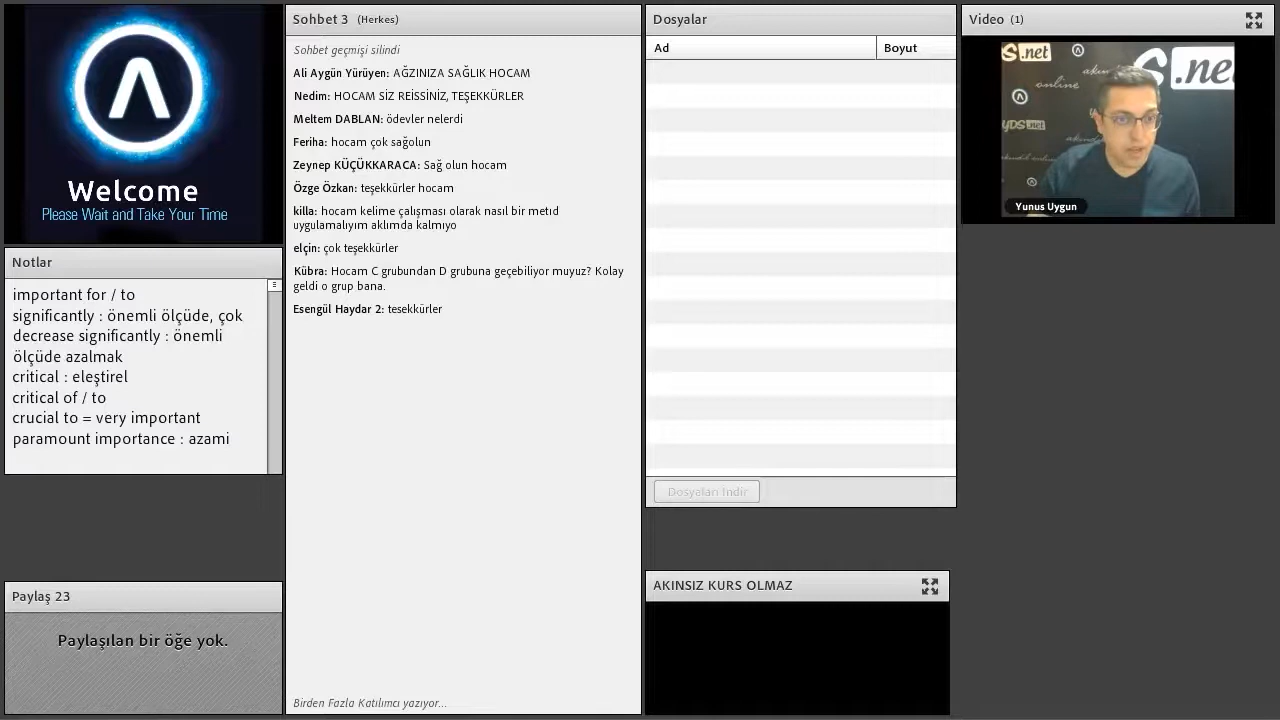 Welcome
Please Wait and Take Your Time
Notlar
important for / to
significantly : önemli ölçüde, çok
decrease significantly : önemli
ölçüde azalmak
critical : eleştirel
critical of / to
crucial to = very important
paramount importance : azami
Paylaş 23
Paylaşılan bir öğe yok.
Sohbet 3 (Herkes)
Sohbet geçmişi silindi
Ali Aygün Yürüyen: AĞZINIZA SAĞLIK HOCAM
Nedim: HOCAM SİZ REİSSİNİZ, TEŞEKKÜRLER
Meltem DABLAN: ödevler nelerdi
Feriha: hocam çok sağolun
Zeynep KÜÇÜKKARACA: Sağ olun hocam
Özge Özkan: teşekkürler hocam
killa: hocam kelime çalışması olarak nasıl bir metıd
uygulamalıyım aklımda kalmıyo
elçin: çok teşekkürler
Kübra: Hocam C grubundan D grubuna geçebiliyor muyuz? Kolay
geldi o grup bana.
Esengül Haydar 2: tesekkürler
Birden Fazla Katılımcı yazıyor...
Dosyalar
Ad Boyut
Dosyaları İndir
AKINSIZ KURS OLMAZ
Video (1)
S.net
S.ne
online
YDS.net
Yunus Uygun